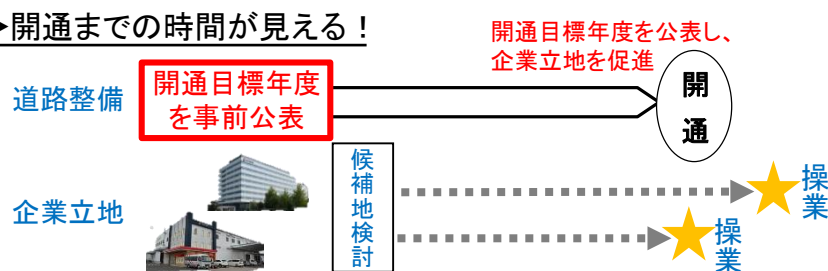 開通までの時間が見える!
開通目標年度を公表し、
企業立地を促進
道路整備
開通目標年度
を事前公表
開通
企業立地
候補地検討
操業
操業